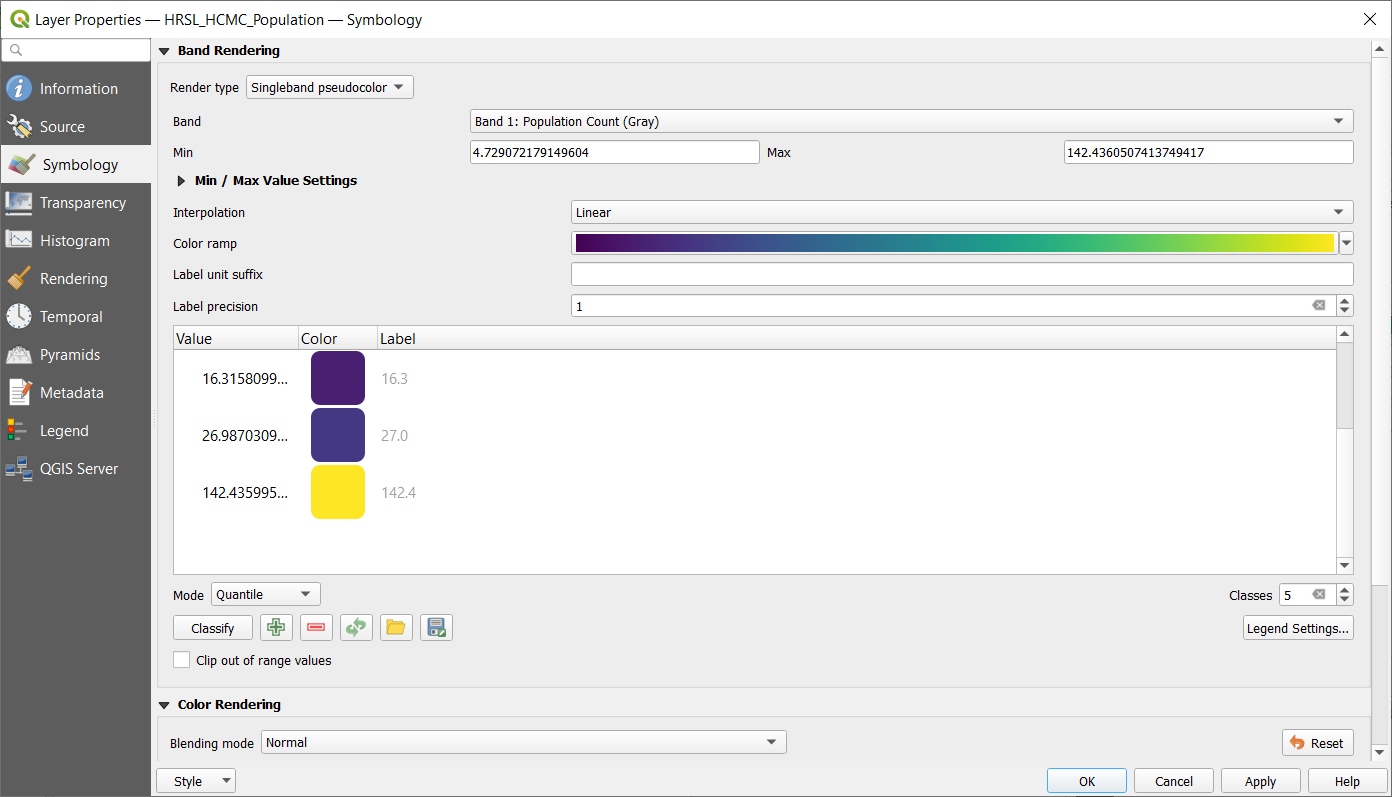 Layer Properties — HRSL_HCMC_Population — Symbology
Information
Source
Symbology
Transparency
Histogram
Rendering
Temporal
Pyramids
Metadata
Legend
QGIS Server
Band Rendering
Render type Singleband pseudocolor
Band Band 1: Population Count (Gray)
Min 4.729072179149604 Max 142.4360507413749417
Min / Max Value Settings
Interpolation Linear
Color ramp
Label unit suffix
Label precision 1
Value Color Label
16.3158099... 16.3
26.9870309... 27.0
142.435995... 142.4
Mode Quantile Classes 5
Classify Legend Settings...
Clip out of range values
Color Rendering
Blending mode Normal Reset
Style OK Cancel Apply Help